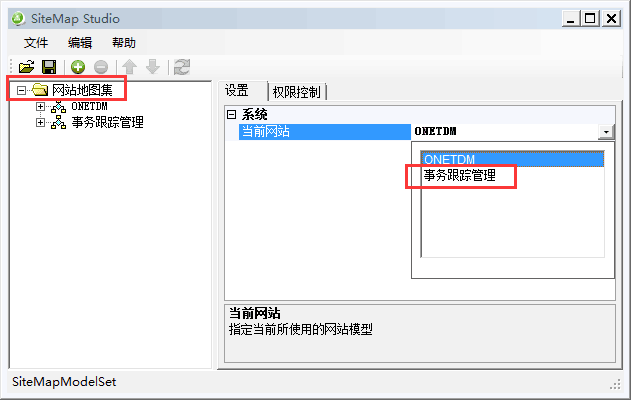 SiteMap Studio
文件 编辑 帮助
网站地图集
ONETDM
事务跟踪管理
设置 权限控制
系统
当前网站 ONETDM
ONETDM
事务跟踪管理
当前网站
指定当前所使用的网站模型
SiteMapModelSet